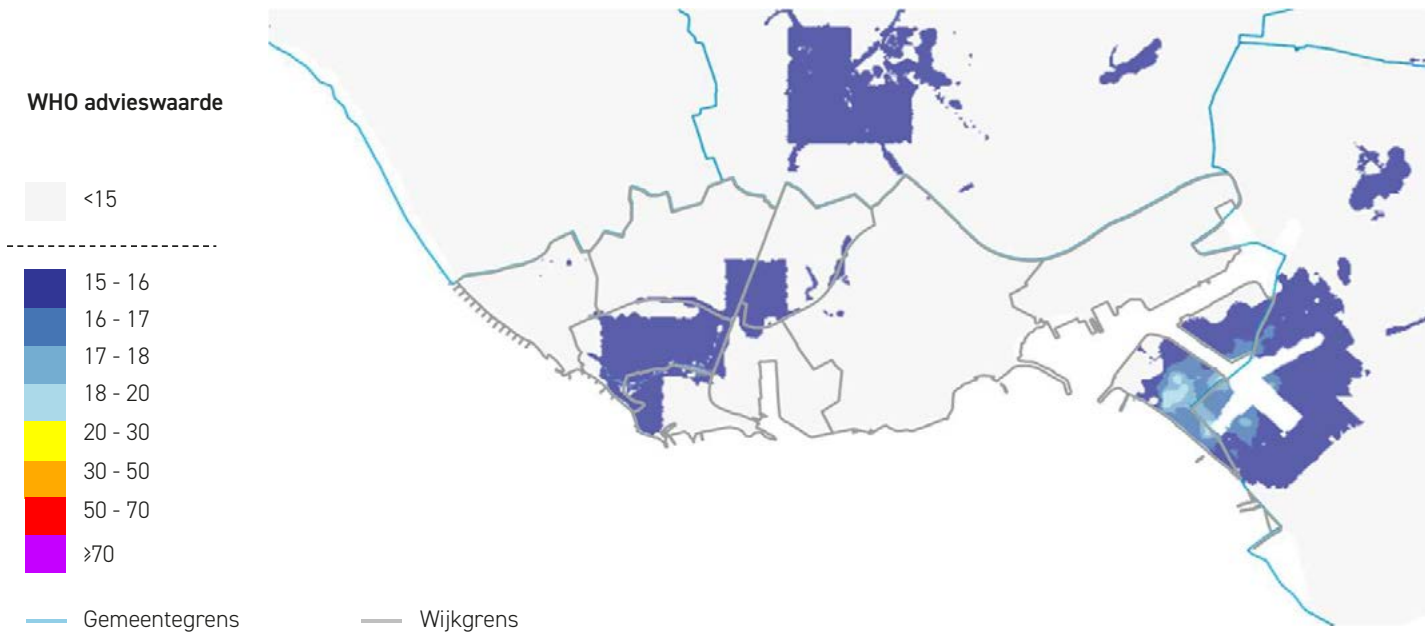 WHO advieswaarde
<15
15 - 16
16 - 17
17 - 18
18 - 20
20 - 30
30 - 50
50 - 70
≥70
Gemeentegrens
Wijkgrens